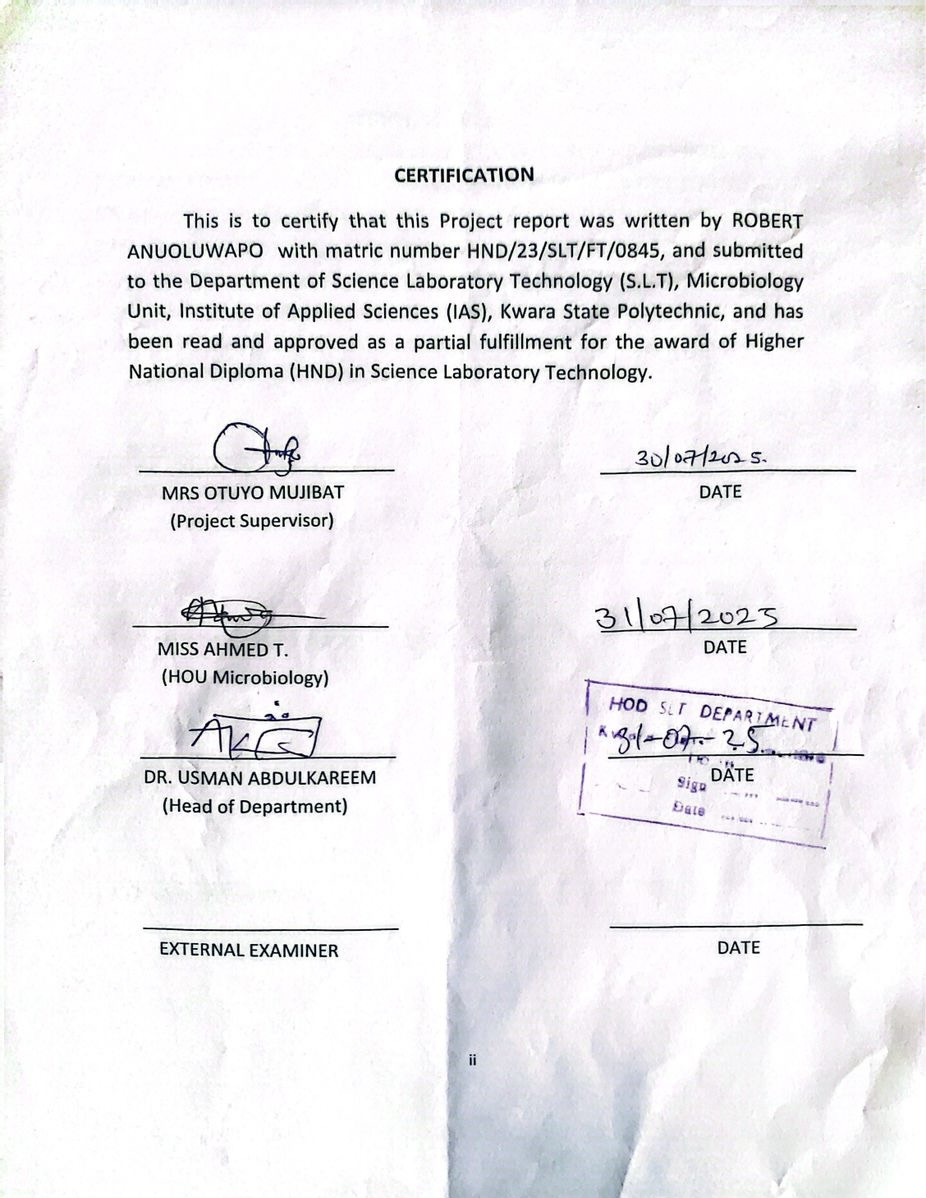 CERTIFICATION
This is to certify that this Project report was written by ROBERT
ANUOLUWAPO with matric number HND/23/SLT/FT/0845, and submitted
to the Department of Science Laboratory Technology (S.L.T), Microbiology
Unit, Institute of Applied Sciences (IAS), Kwara State Polytechnic, and has
been read and approved as a partial fulfillment for the award of Higher
National Diploma (HND) in Science Laboratory Technology.
30/07/2025.
MRS OTUYO MUJIBAT
DATE
(Project Supervisor)
31/07/2025
MISS AHMED T.
DATE
(HOU Microbiology)
HOD SLT DEPARTMENT
31-07-25
DR. USMAN ABDULKAREEM
DATE
(Head of Department)
Sign
Date
EXTERNAL EXAMINER
DATE
ii